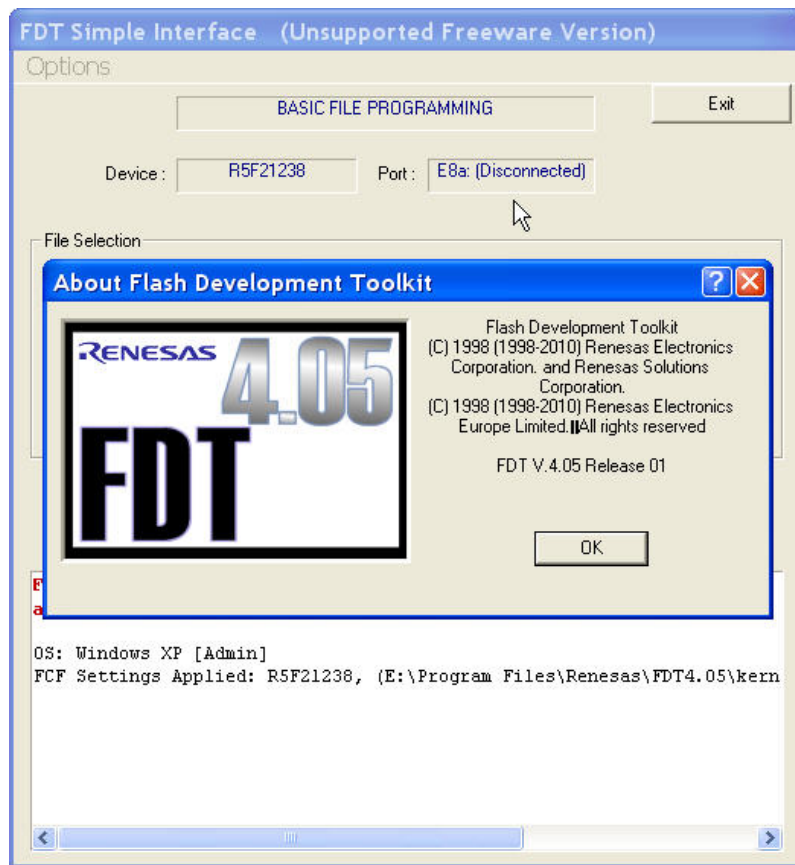 FDT Simple Interface (Unsupported Freeware Version)
Options
BASIC FILE PROGRAMMING
Exit
Device :
R5F21238
Port :
E8a: (Disconnected)
File Selection
About Flash Development Toolkit
RENESAS
4.05
FDT
Flash Development Toolkit
(C) 1998 (1998-2010) Renesas Electronics
Corporation. and Renesas Solutions
Corporation.
(C) 1998 (1998-2010) Renesas Electronics
Europe Limited.||All rights reserved
FDT V.4.05 Release 01
OK
OS: Windows XP [Admin]
FCF Settings Applied: R5F21238, (E:\Program Files\Renesas\FDT4.05\kern